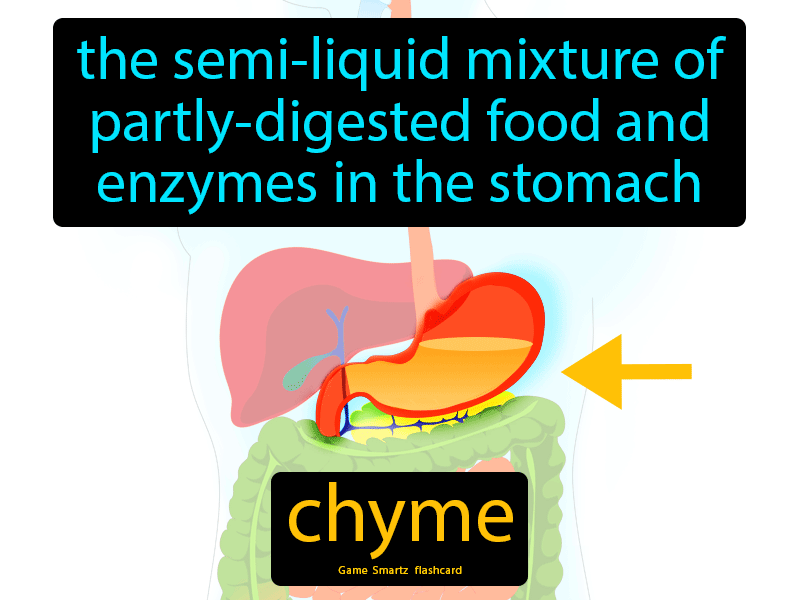 the semi-liquid mixture of
partly-digested food and
enzymes in the stomach
chyme
Game Smartz flashcard